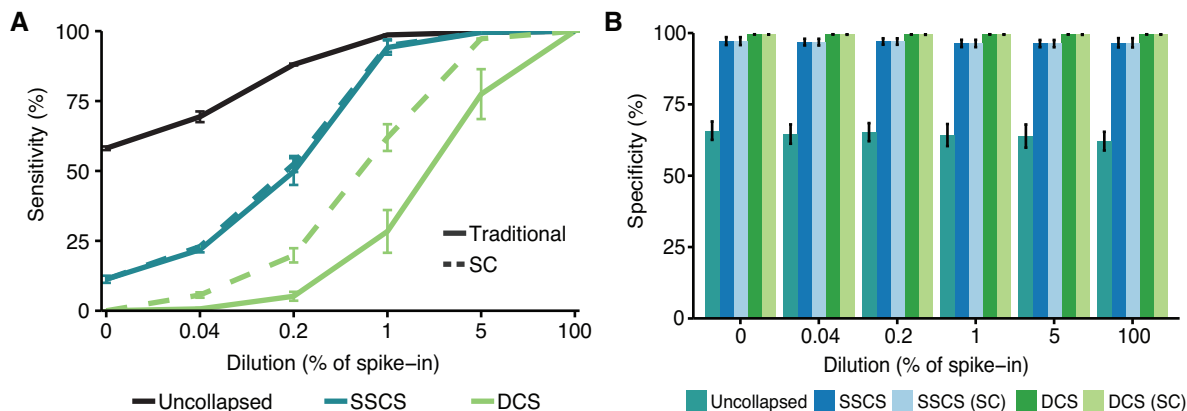 A
Sensitivity (%)
100
75
50
25
0
Traditional
SC
0 0.04 0.2 1 5 100
Dilution (% of spike−in)
Uncollapsed SSCS DCS
B
Specificity (%)
100
75
50
25
0
0 0.04 0.2 1 5 100
Dilution (% of spike−in)
Uncollapsed SSCS SSCS (SC) DCS DCS (SC)